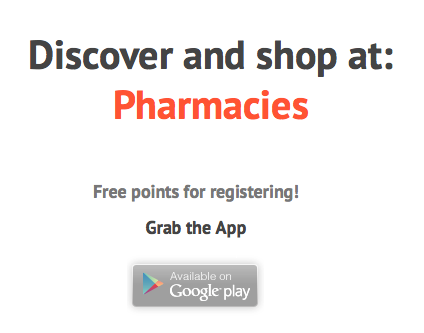 Discover and shop at:
Pharmacies
Free points for registering!
Grab the App
Available on
Google play